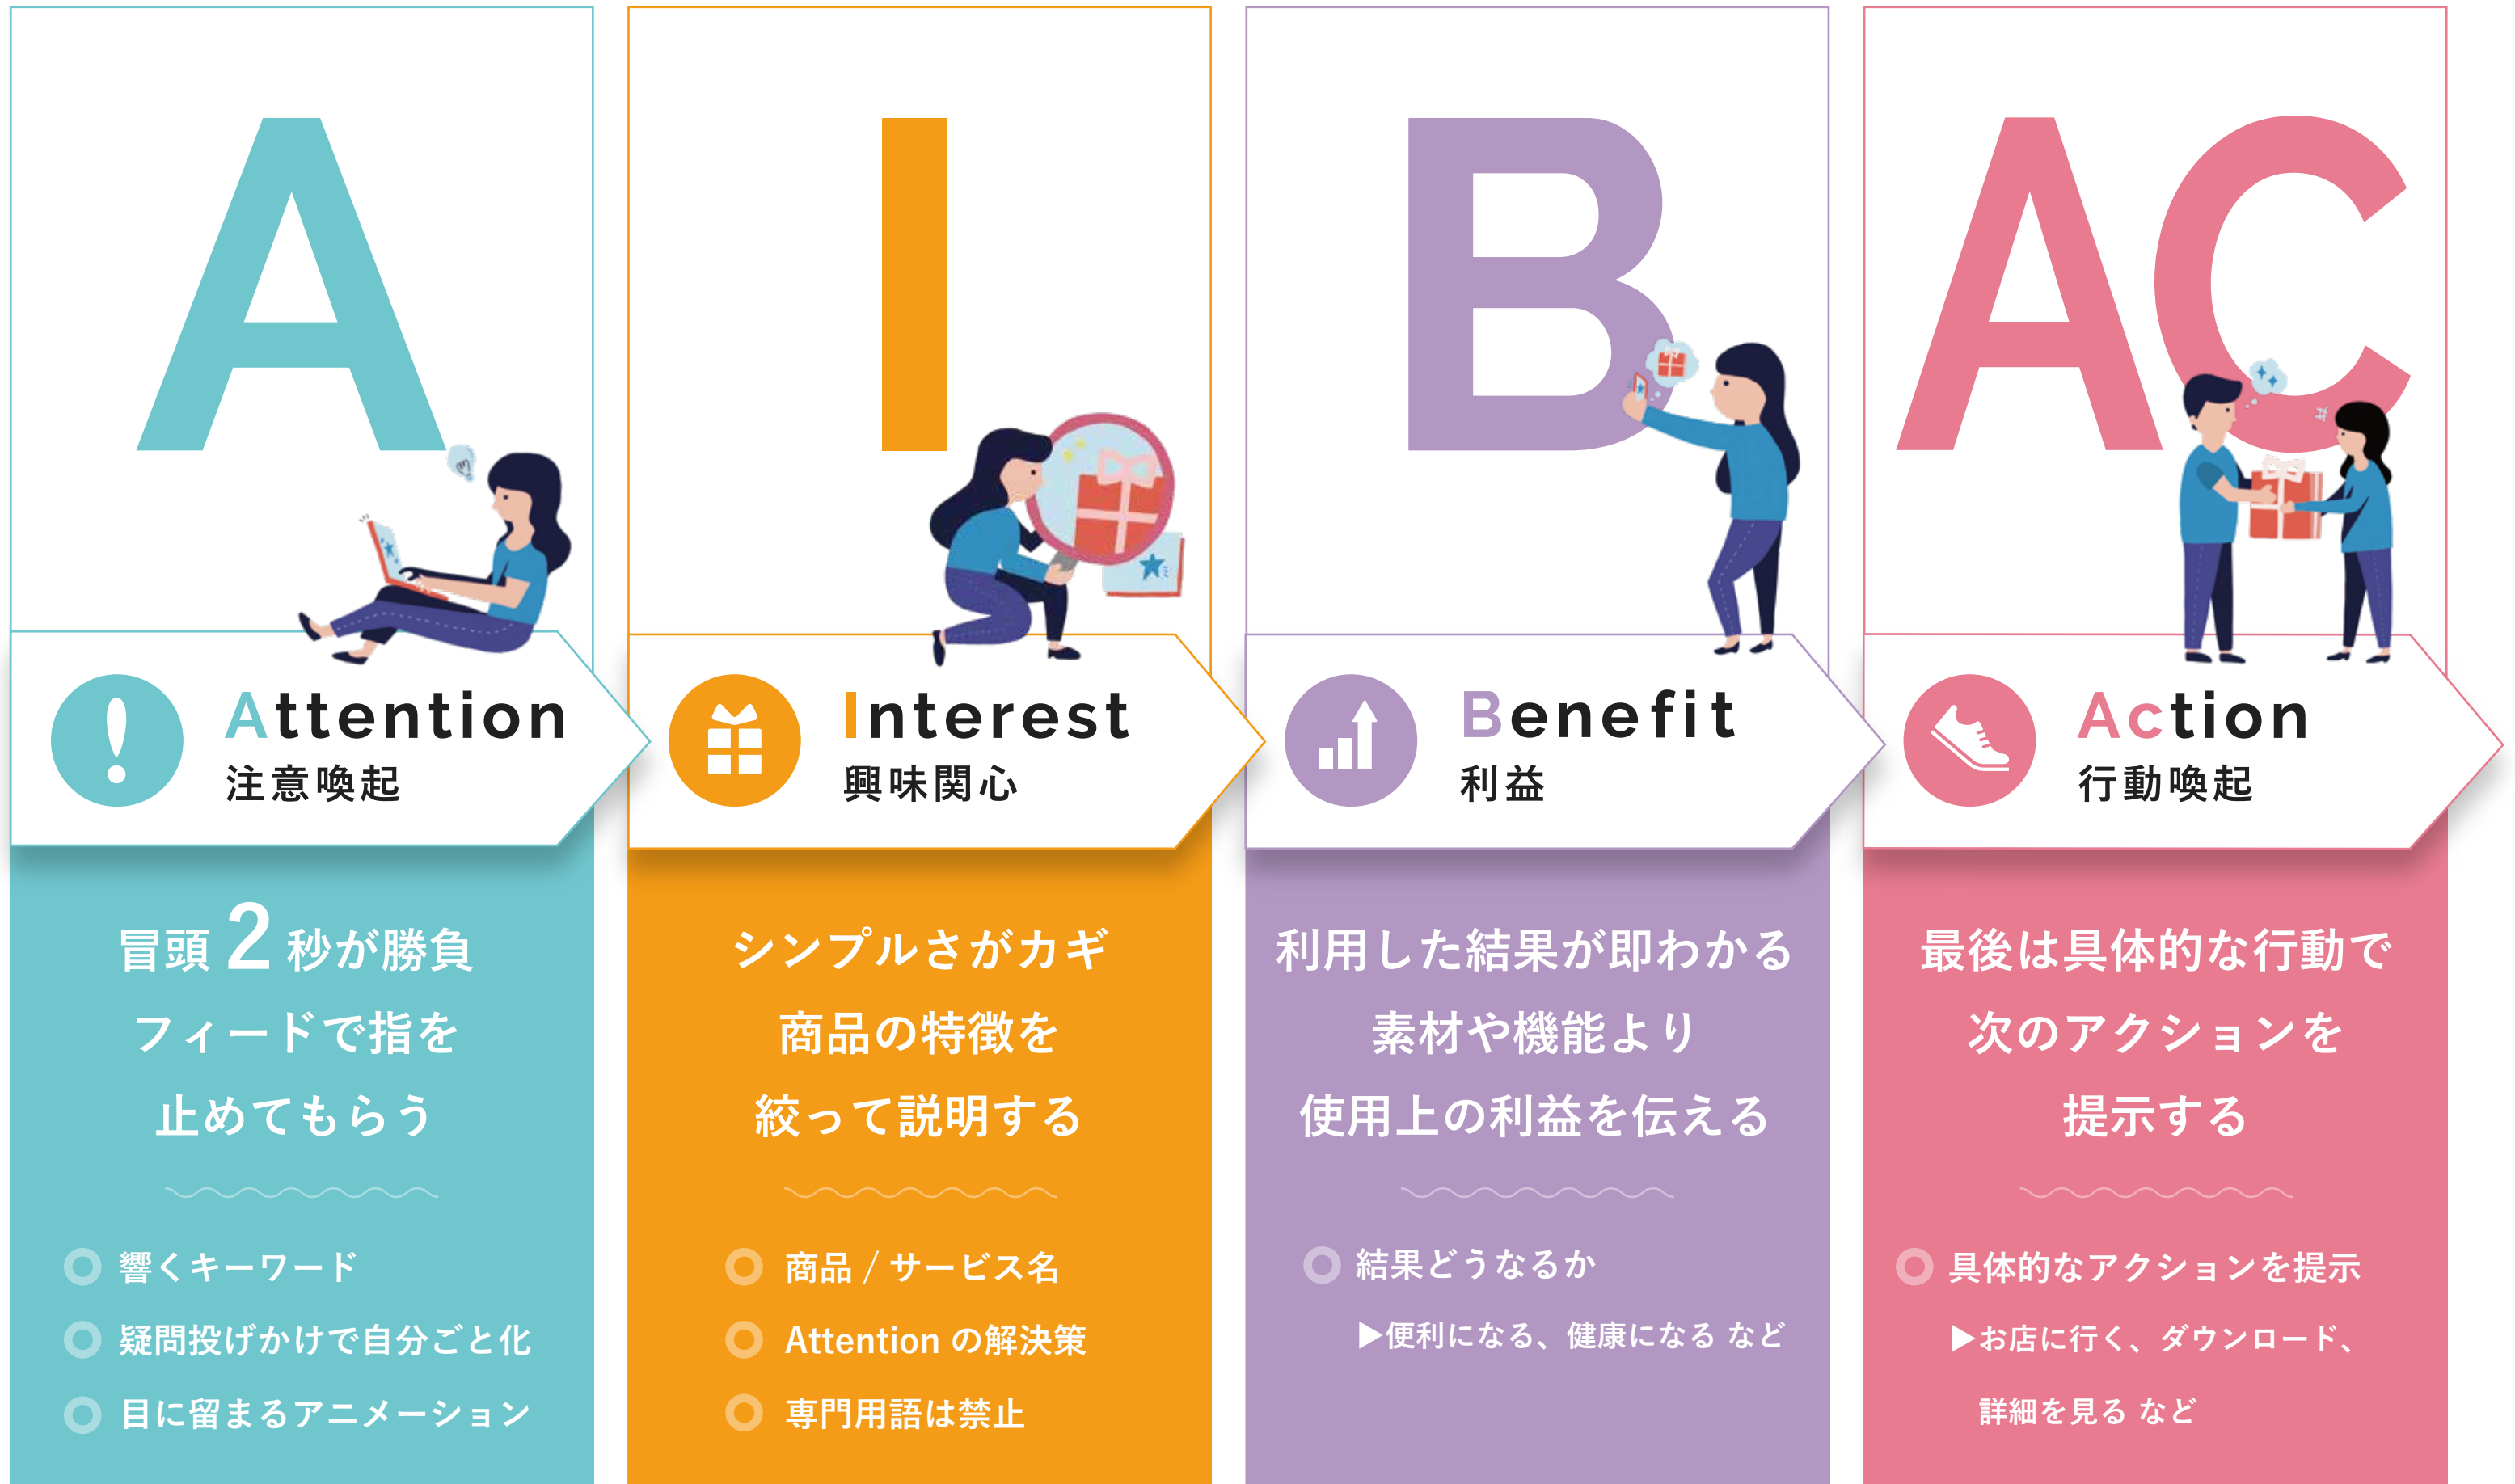 A
Attention
注意喚起
冒頭2秒が勝負
フィードで指を
止めてもらう
響くキーワード
疑問投げかけで自分ごと化
目に留まるアニメーション
I
Interest
興味関心
シンプルさがカギ
商品の特徴を
絞って説明する
商品 / サービス名
Attention の解決策
専門用語は禁止
B
Benefit
利益
利用した結果が即わかる
素材や機能より
使用上の利益を伝える
結果どうなるか
▶便利になる、健康になる など
AC
Action
行動喚起
最後は具体的な行動で
次のアクションを
提示する
具体的なアクションを提示
▶お店に行く、ダウンロード、
詳細を見る など